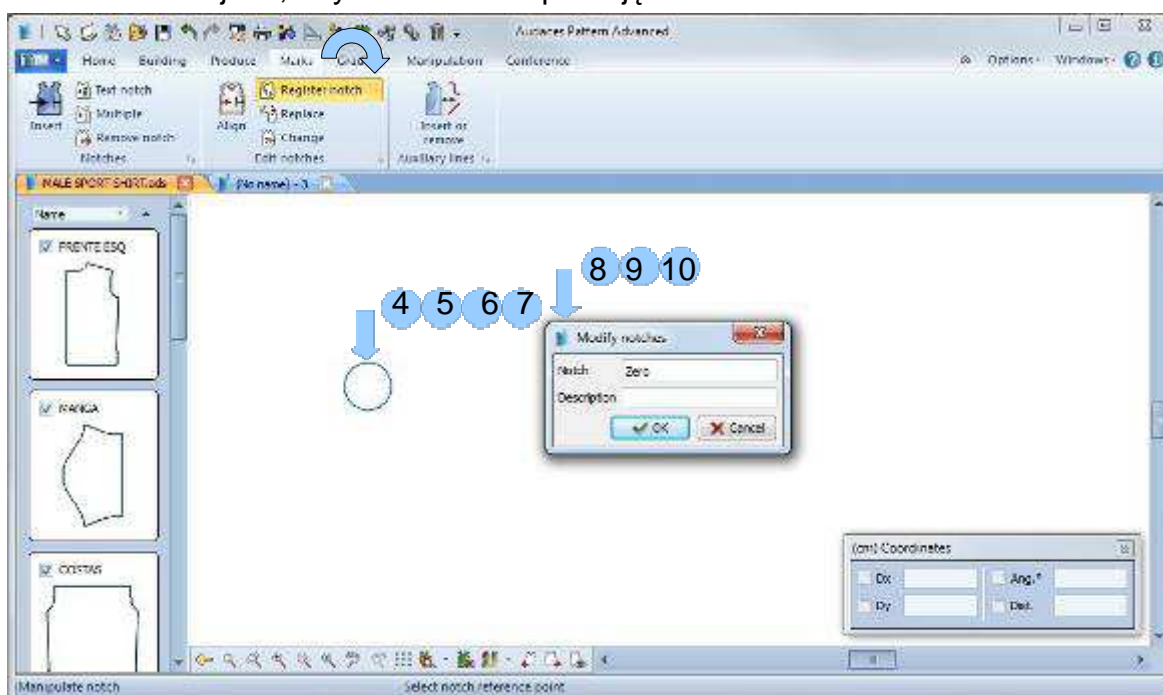 Audaces Pattern Advanced
Home Building Produce Marks Manipulation Conference Options Windows
Text notch Register notch
Multiple Replace
Insert Align Insert or
Remove notch Change remove
Notches Edit notches Auxiliary lines
MALE SPORT SHIRT.ads (No name) - 3
Name
FRENTE ESQ
8 9 10
4 5 6 7
Modify notches
Notch Zero
Description
OK Cancel
MANGA
(cm) Coordinates
Dx Ang.°
Dy Dist.
COSTAS
Manipulate notch Select notch reference point